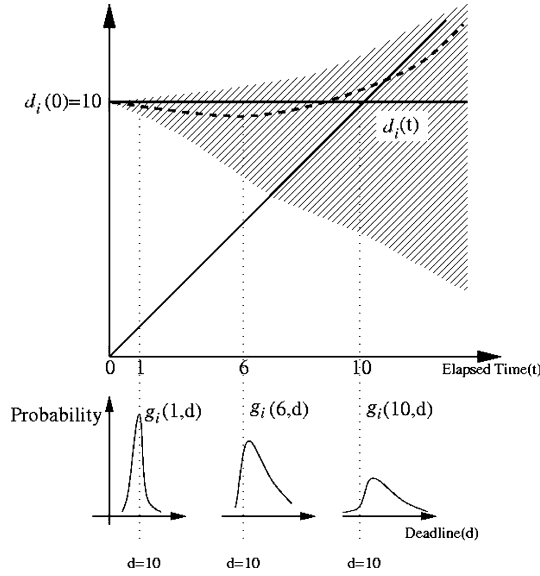 d_i(0)=10
d_i(t)
0 1 6 10 Elapsed Time(t)
Probability g_i(1,d) g_i(6,d) g_i(10,d)
Deadline(d)
d=10 d=10 d=10